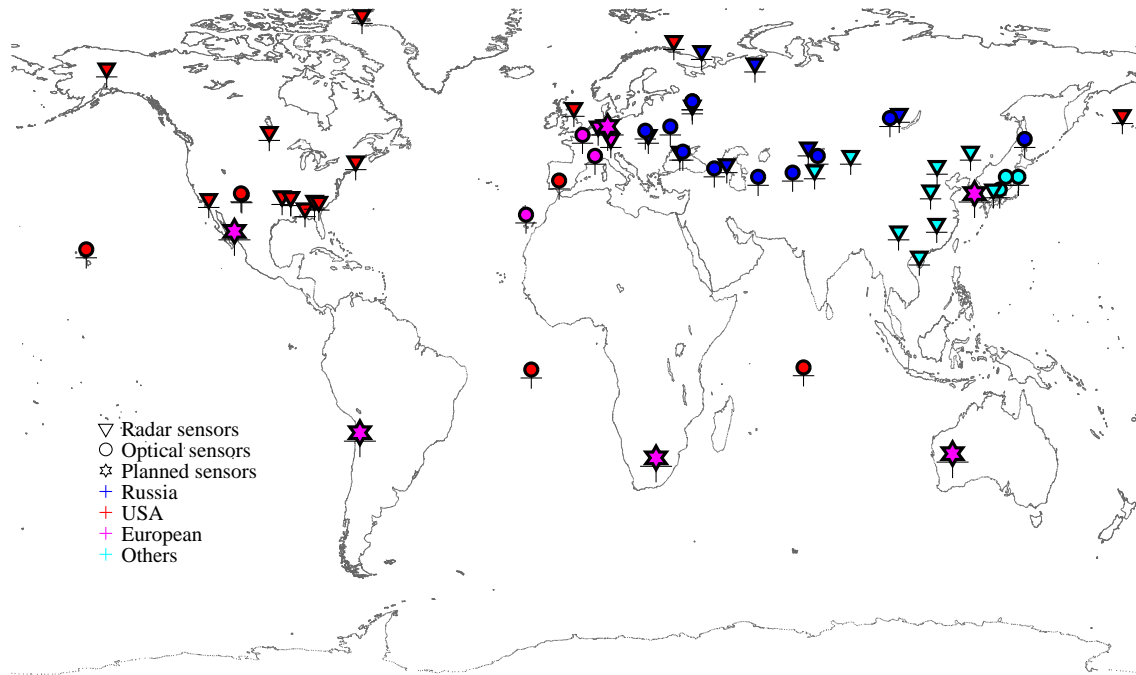 Radar sensors
Optical sensors
Planned sensors
Russia
USA
European
Others